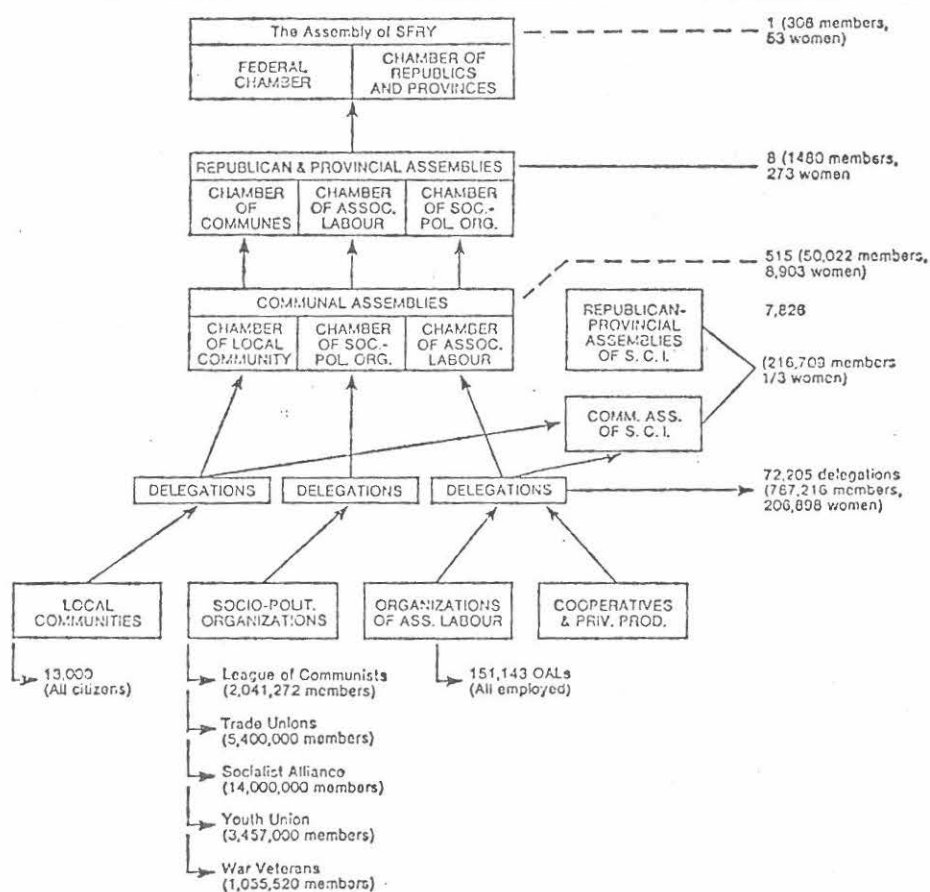 The Assembly of SFRY
FEDERAL
CHAMBER
CHAMBER OF
REPUBLICS
AND PROVINCES
1 (308 members,
53 women)
REPUBLICAN & PROVINCIAL ASSEMBLIES
CHAMBER
OF
COMMUNES
CHAMBER
OF ASSOC.
LABOUR
CHAMBER
OF SOC.-
POL. ORG.
8 (1480 members,
273 women
515 (50,022 members,
8,903 women)
COMMUNAL ASSEMBLIES
CHAMBER
OF LOCAL
COMMUNITY
CHAMBER
OF SOC.-
POL. ORG.
CHAMBER
OF ASSOC.
LABOUR
REPUBLICAN-
PROVINCIAL
ASSEMBLIES
OF S.C.I.
7,826
(216,709 members
1/3 women)
COMM. ASS.
OF S. C. I.
DELEGATIONS
DELEGATIONS
DELEGATIONS
72,205 delegations
(767,216 members,
206,898 women)
LOCAL
COMMUNITIES
SOCIO-POLIT.
ORGANIZATIONS
ORGANIZATIONS
OF ASS. LABOUR
COOPERATIVES
& PRIV. PROD.
13,000
(All citizens)
League of Communists
(2,041,272 members)
Trade Unions
(5,400,000 members)
Socialist Alliance
(14,000,000 members)
Youth Union
(3,457,000 members)
War Veterans
(1,055,520 members)
151,143 OALs
(All employed)